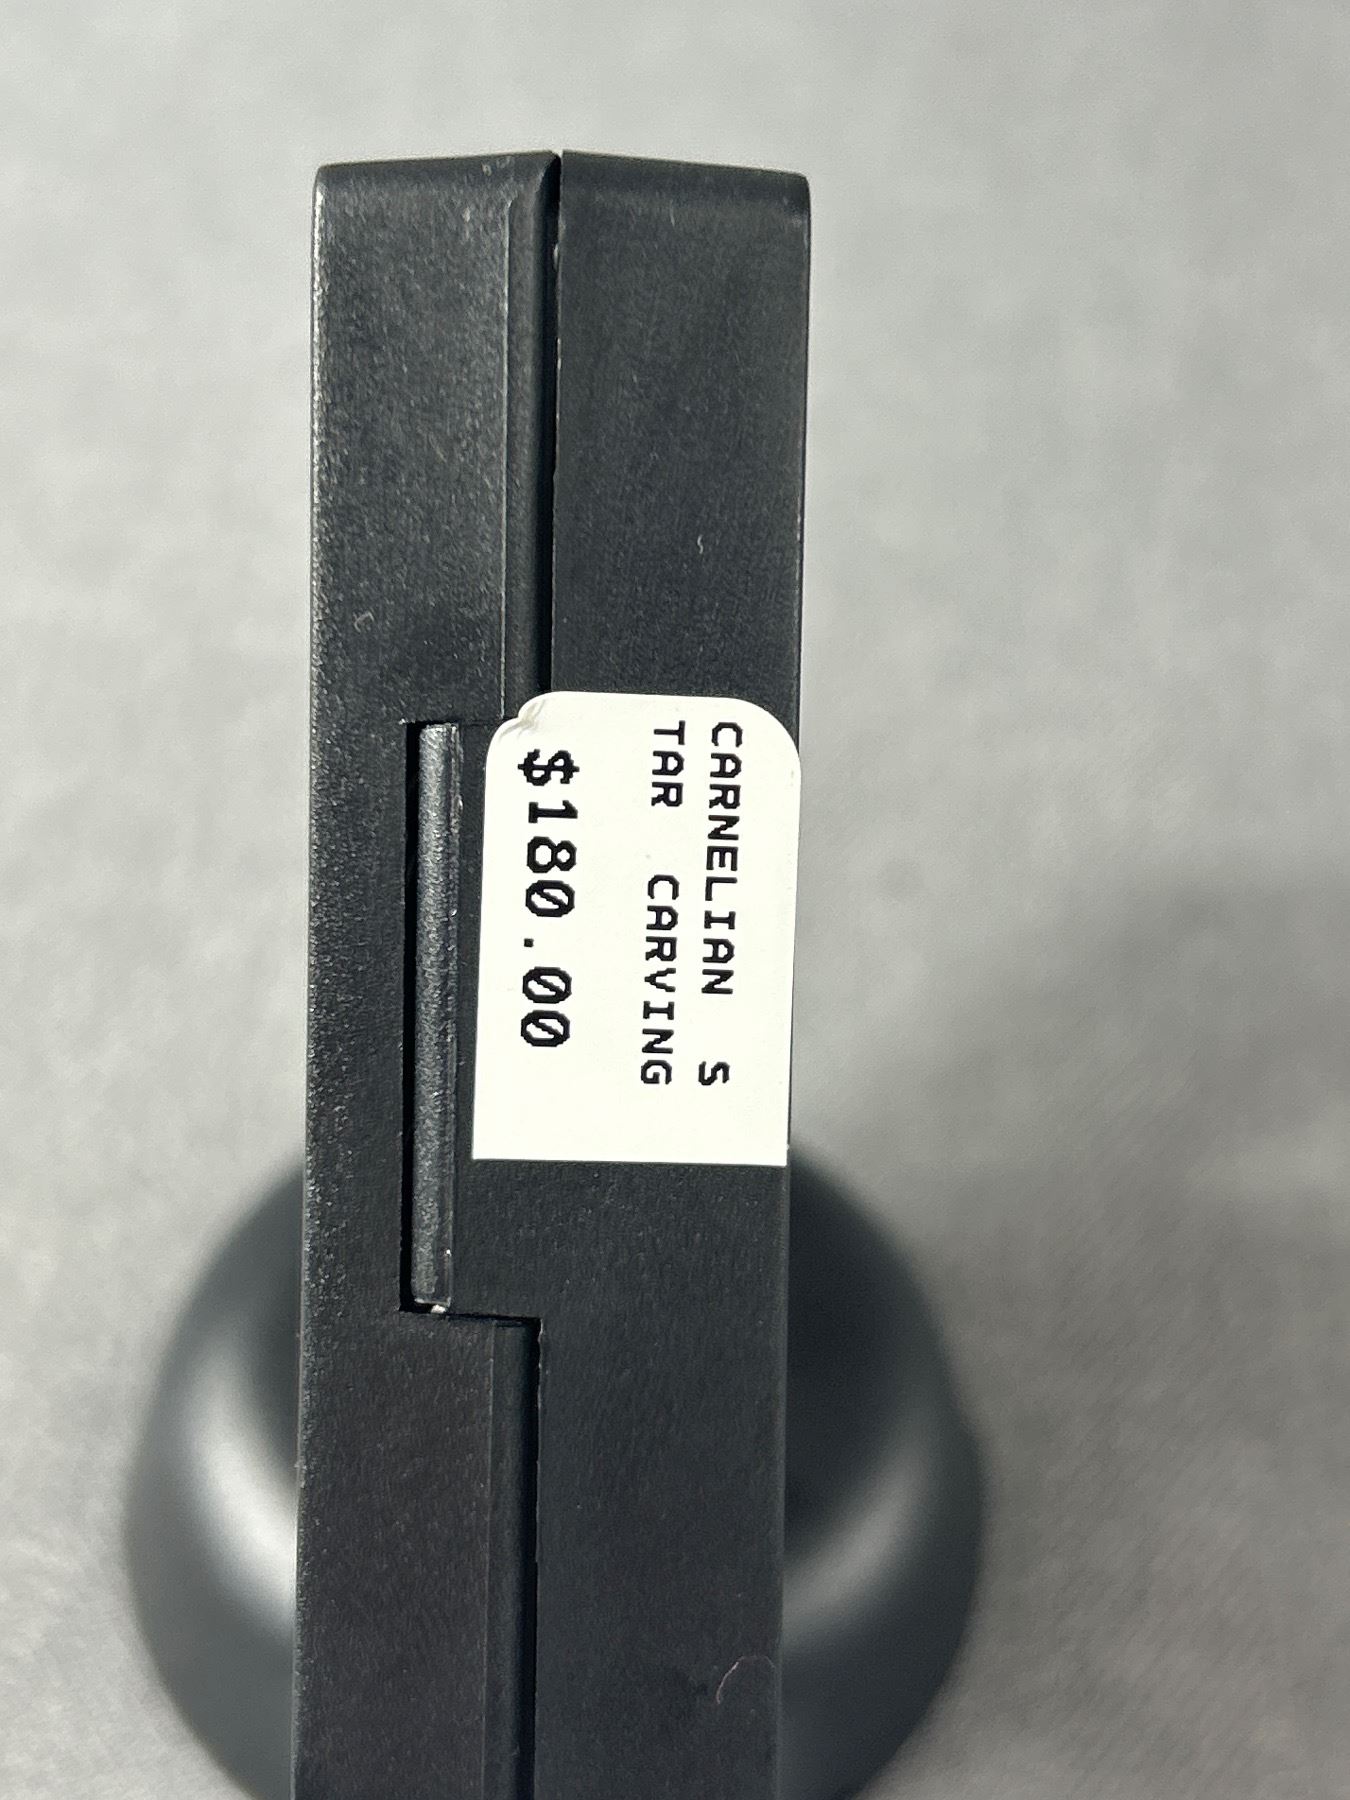 CARNELIAN S
TAR CARVING
$180.00